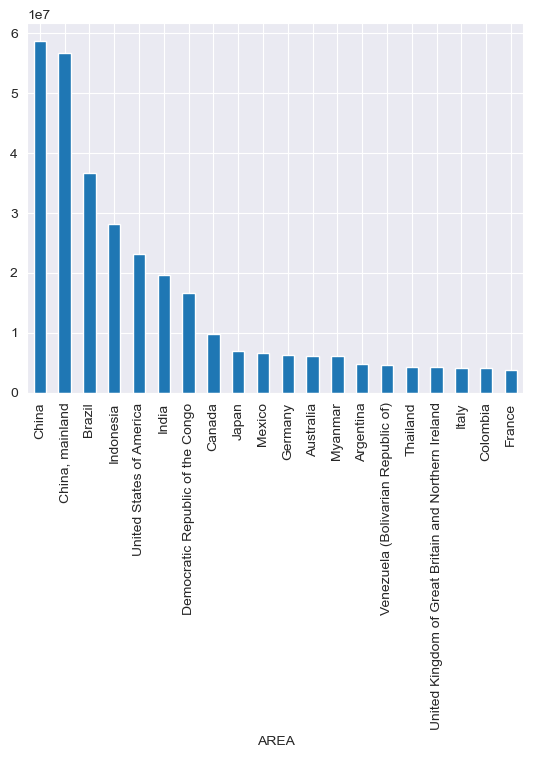 1e7
6
5
4
3
2
1
0
China
China, mainland
Brazil
Indonesia
United States of America
India
Democratic Republic of the Congo
Canada
Japan
Mexico
Germany
Australia
Myanmar
Argentina
Venezuela (Bolivarian Republic of)
Thailand
United Kingdom of Great Britain and Northern Ireland
Italy
Colombia
France
AREA